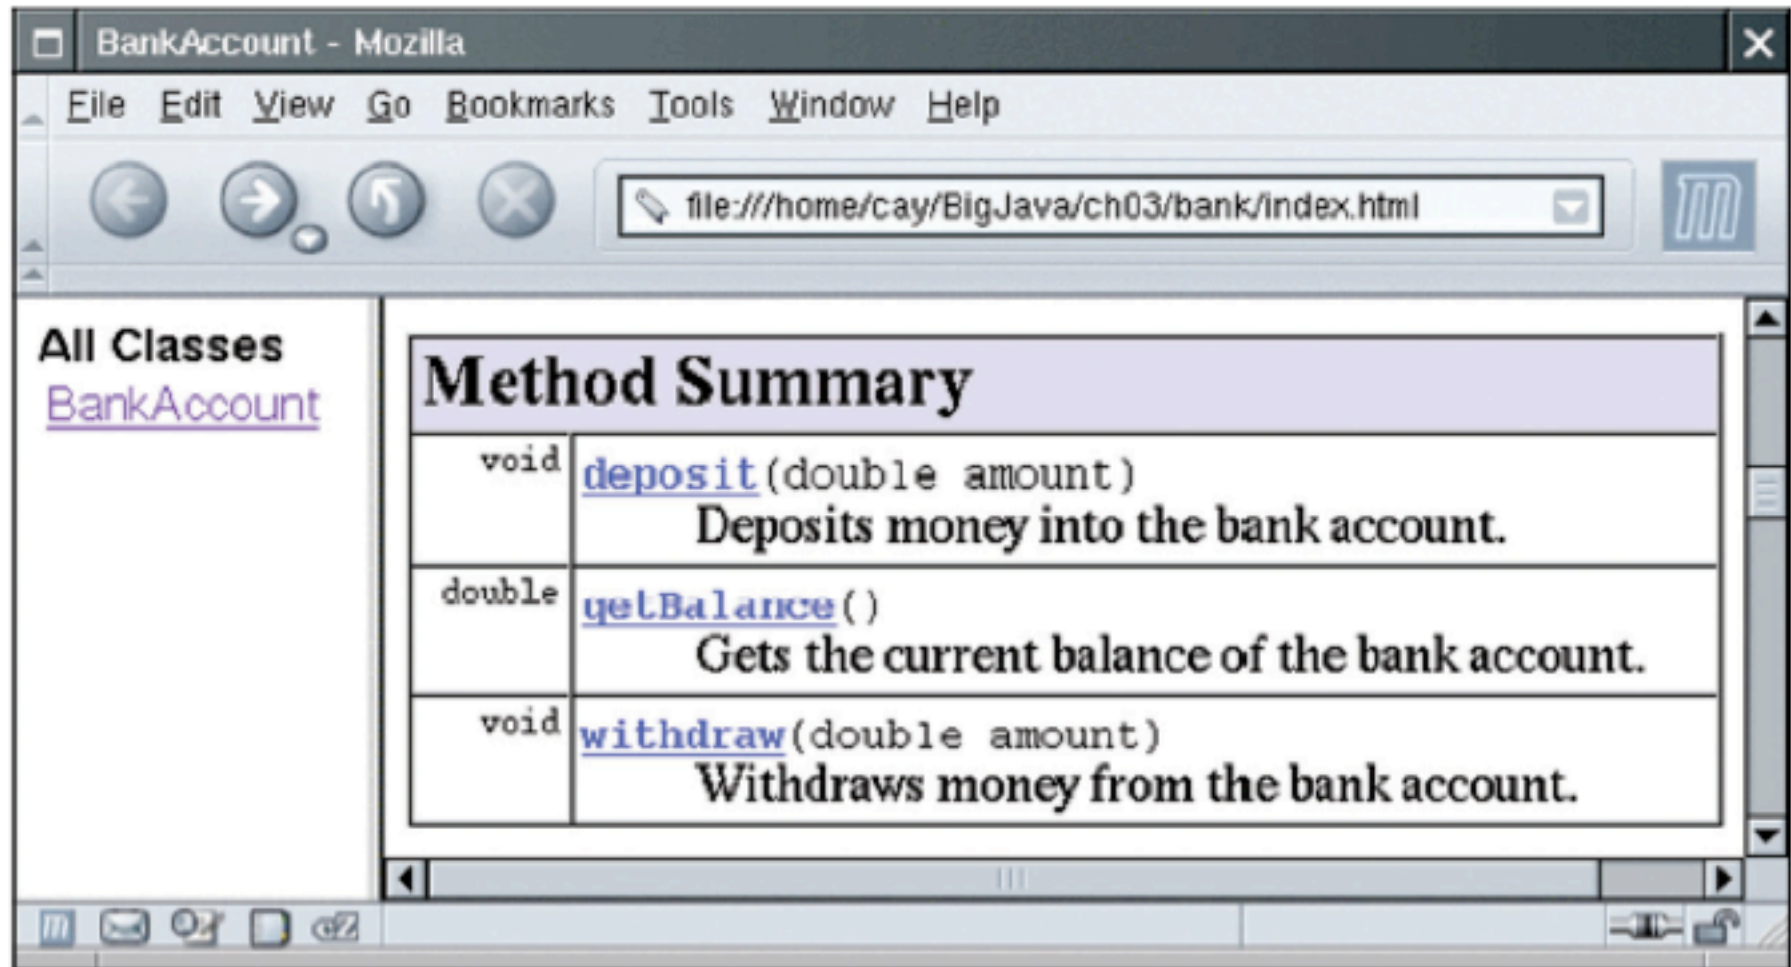 BankAccount - Mozilla
File Edit View Go Bookmarks Tools Window Help
file:///home/cay/BigJava/ch03/bank/index.html
All Classes
BankAccount
Method Summary
void deposit(double amount)
Deposits money into the bank account.
double getBalance()
Gets the current balance of the bank account.
void withdraw(double amount)
Withdraws money from the bank account.